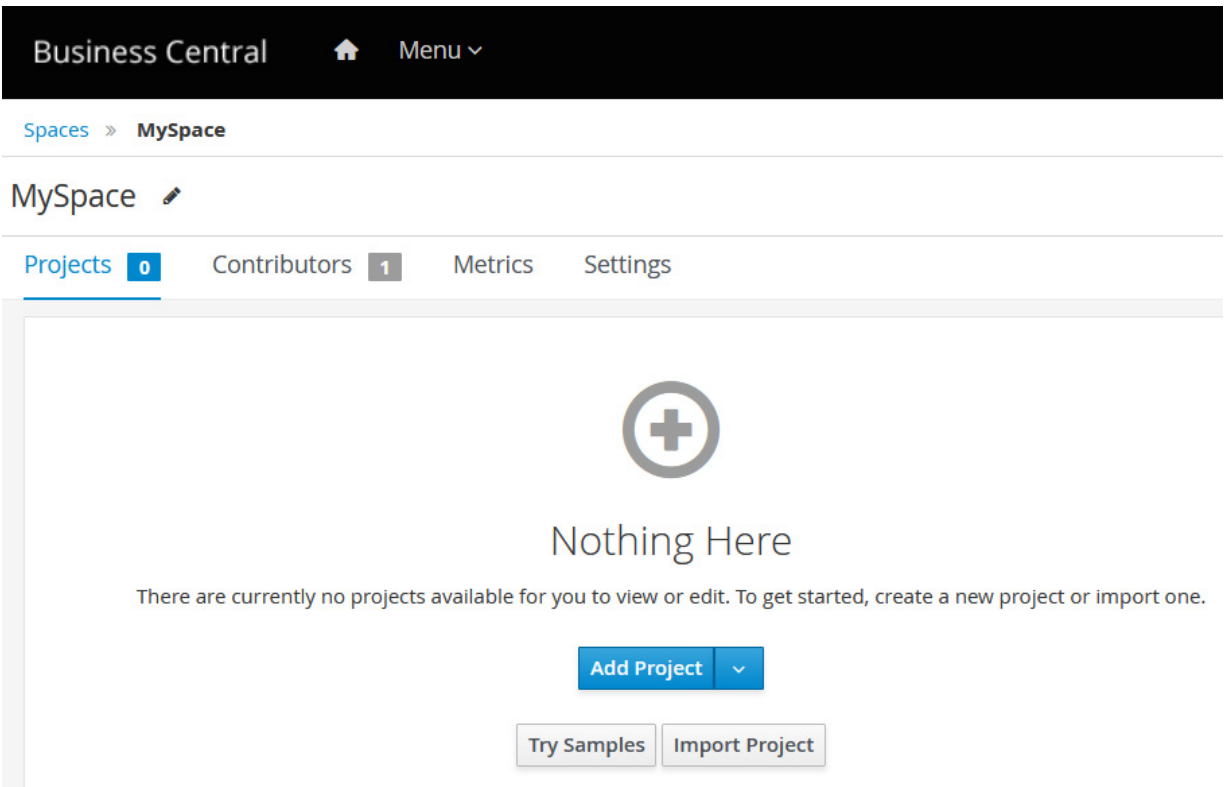 Business Central Menu
Spaces » MySpace
MySpace
Projects 0 Contributors 1 Metrics Settings
Nothing Here
There are currently no projects available for you to view or edit. To get started, create a new project or import one.
Add Project
Try Samples Import Project